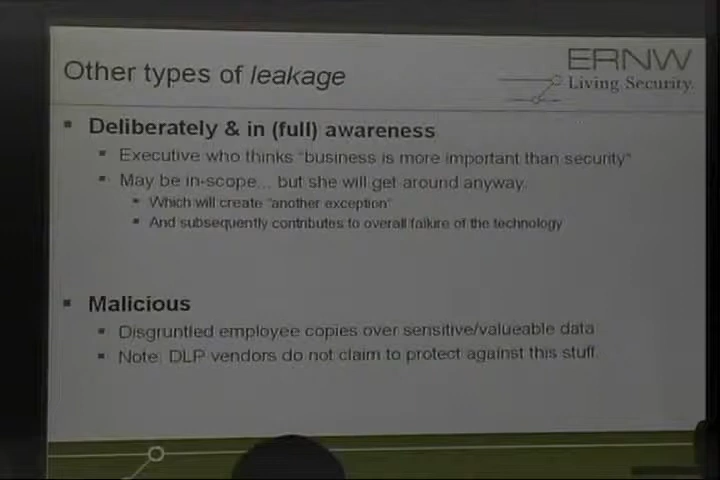 Other types of leakage
ERNW
Living Security.
Deliberately & in (full) awareness
Executive who thinks "business is more important than security"
May be in-scope... but she will get around anyway.
Which will create "another exception"
And subsequently contributes to overall failure of the technology
Malicious
Disgruntled employee copies over sensitive/valueable data
Note: DLP vendors do not claim to protect against this stuff.